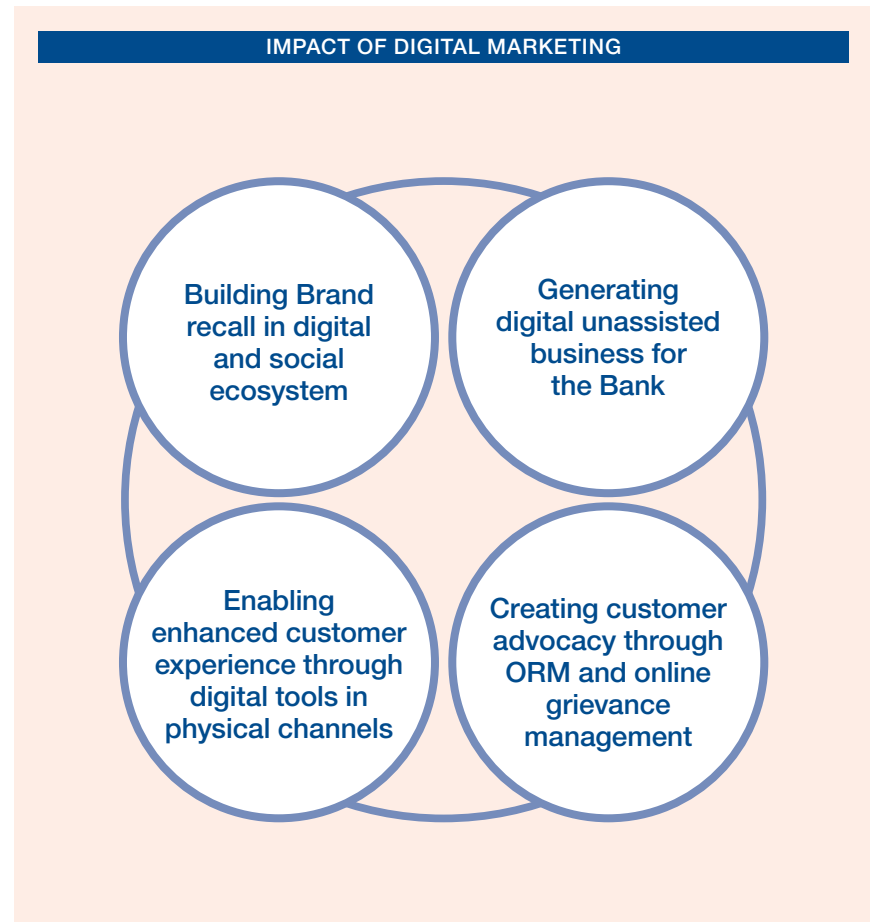 IMPACT OF DIGITAL MARKETING
Building Brand
recall in digital
and social
ecosystem
Generating
digital unassisted
business for
the Bank
Enabling
enhanced customer
experience through
digital tools in
physical channels
Creating customer
advocacy through
ORM and online
grievance
management